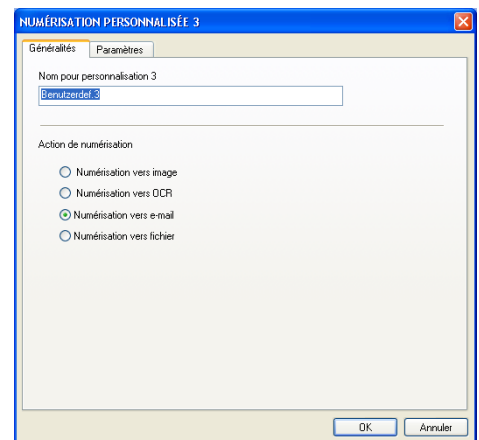 NUMÉRISATION PERSONNALISÉE 3
Généralités Paramètres
Nom pour personnalisation 3
Benutzerdef.3
Action de numérisation
Numérisation vers image
Numérisation vers OCR
Numérisation vers e-mail
Numérisation vers fichier
OK Annuler